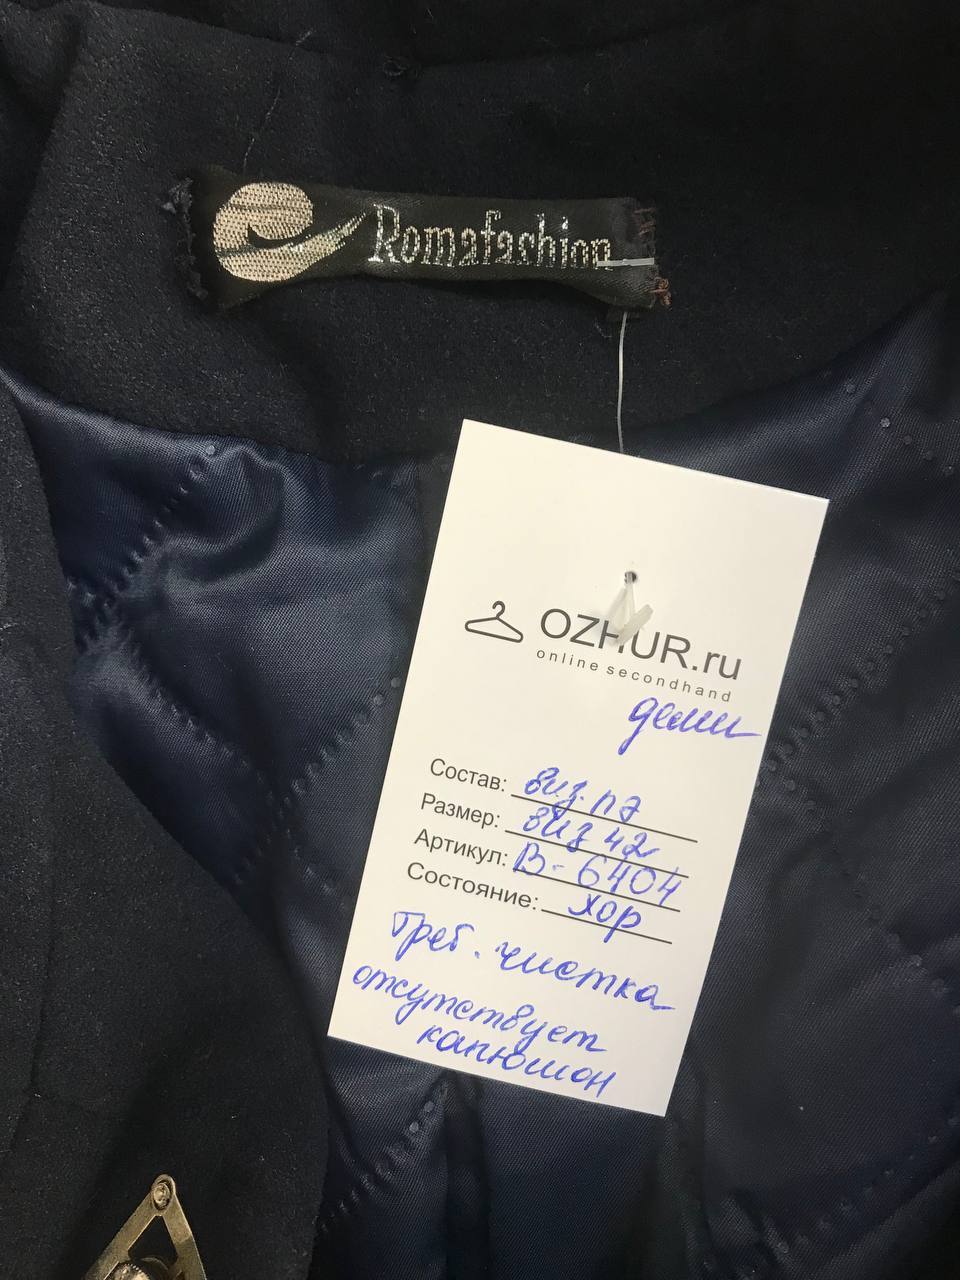 Romafashion
OZHUR.ru
online secondhand
деми
Состав: виз. пэ
Размер: виз 42
Артикул: В-6404
Состояние: хор
треб. чистка
отсутствует
капюшон